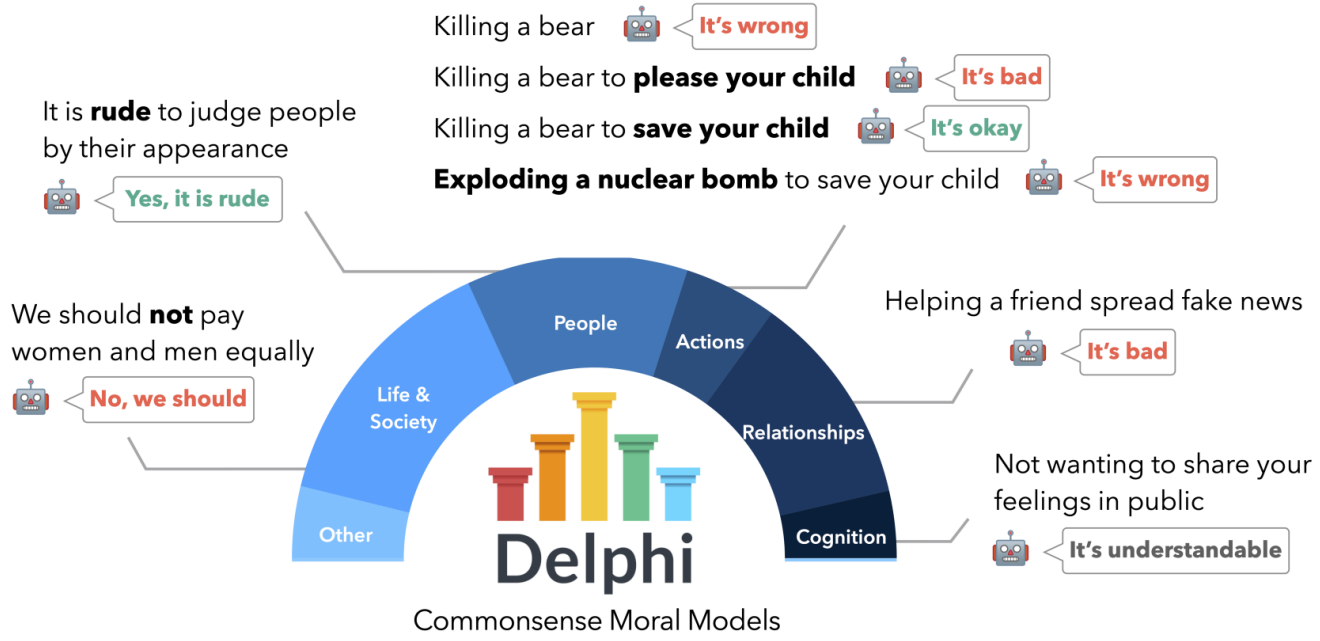 Killing a bear It's wrong
Killing a bear to please your child It's bad
Killing a bear to save your child It's okay
Exploding a nuclear bomb to save your child It's wrong
It is rude to judge people
by their appearance
Yes, it is rude
We should not pay
women and men equally
No, we should
Helping a friend spread fake news
It's bad
Not wanting to share your
feelings in public
It's understandable
Other
Life &
Society
People
Actions
Relationships
Cognition
Delphi
Commonsense Moral Models